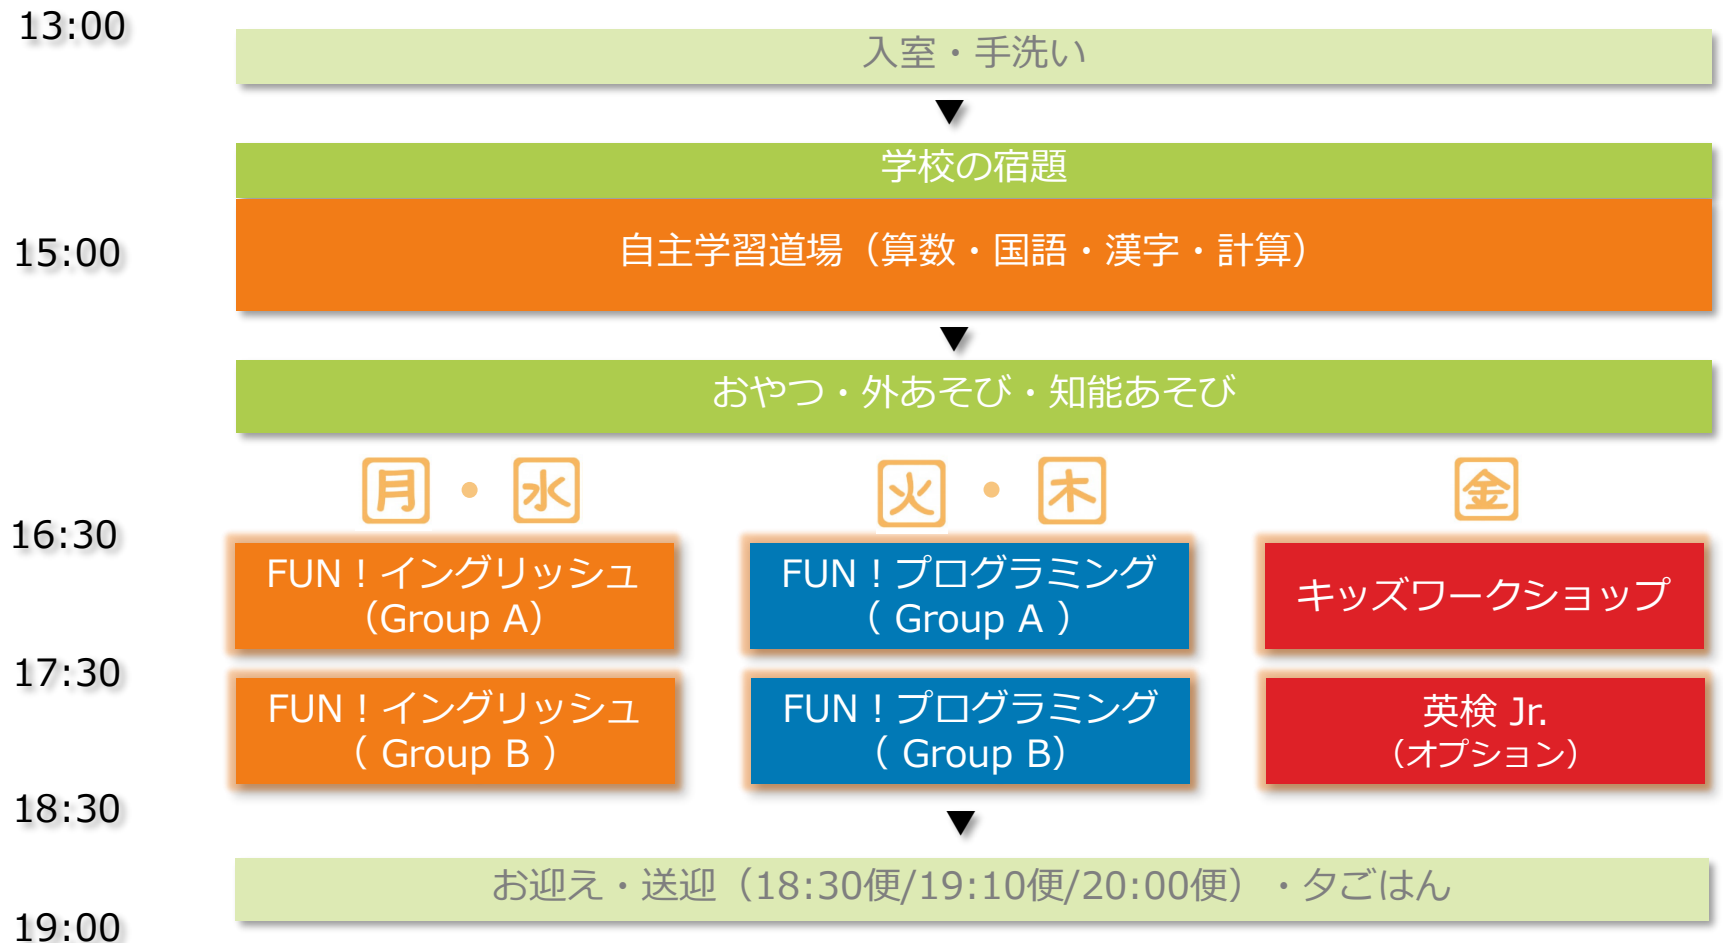 13:00
入室・手洗い
学校の宿題
15:00
自主学習道場（算数・国語・漢字・計算）
おやつ・外あそび・知能あそび
月・水
火・木
金
16:30
FUN！イングリッシュ
（Group A）
FUN！プログラミング
（ Group A ）
キッズワークショップ
17:30
FUN！イングリッシュ
（ Group B ）
FUN！プログラミング
（ Group B）
英検 Jr.
（オプション）
18:30
お迎え・送迎（18:30便/19:10便/20:00便）・夕ごはん
19:00